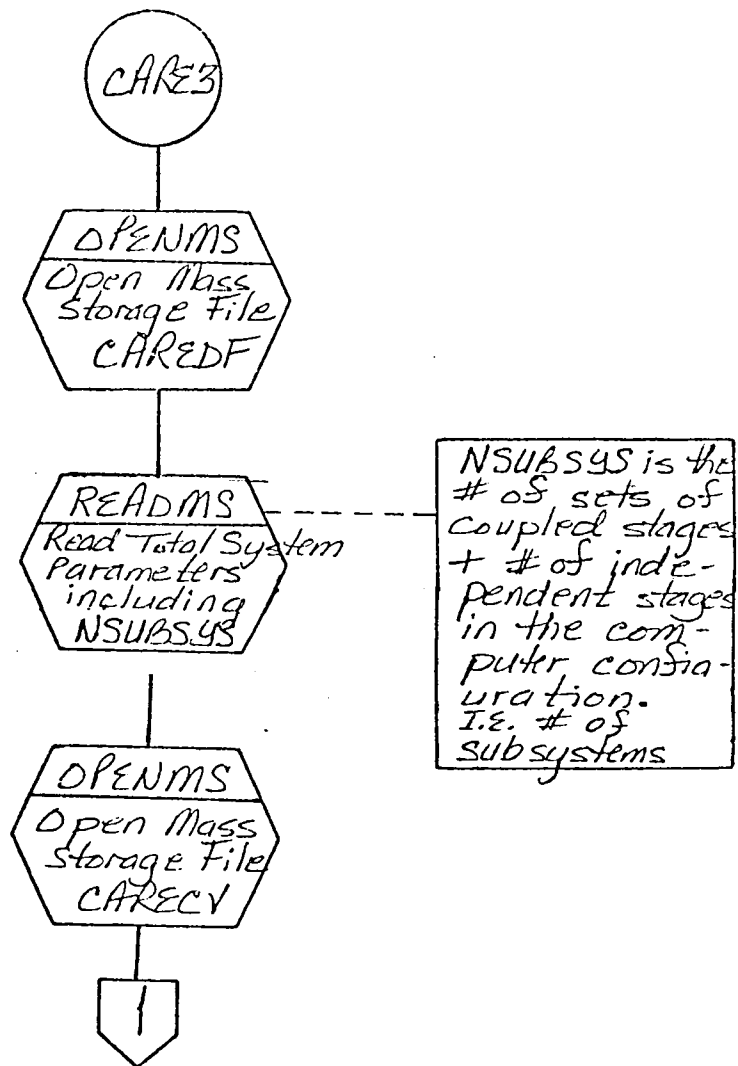 CARE3
OPENMS
Open Mass
Storage File
CAREDF
READMS
Read Total System
Parameters
including
NSUBSYS
NSUBSYS is the
# of sets of
coupled stages
+ # of inde-
pendent stages
in the com-
puter config-
uration.
I.E. # of
subsystems
OPENMS
Open Mass
Storage File
CARECV
1